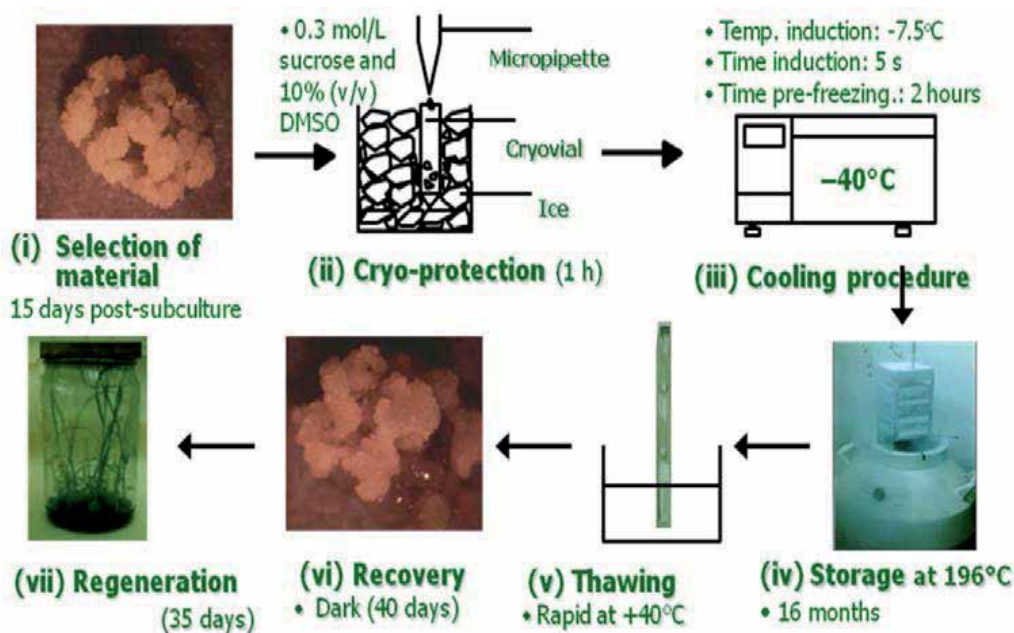 • 0.3 mol/L
sucrose and
10% (v/v)
DMSO
Micropipette
Cryovial
Ice
• Temp. induction: -7.5°C
• Time induction: 5 s
• Time pre-freezing.: 2 hours
–40°C
(i) Selection of
material
15 days post-subculture
(ii) Cryo-protection (1 h)
(iii) Cooling procedure
(iv) Storage at 196°C
• 16 months
(v) Thawing
• Rapid at +40°C
(vi) Recovery
• Dark (40 days)
(vii) Regeneration
(35 days)